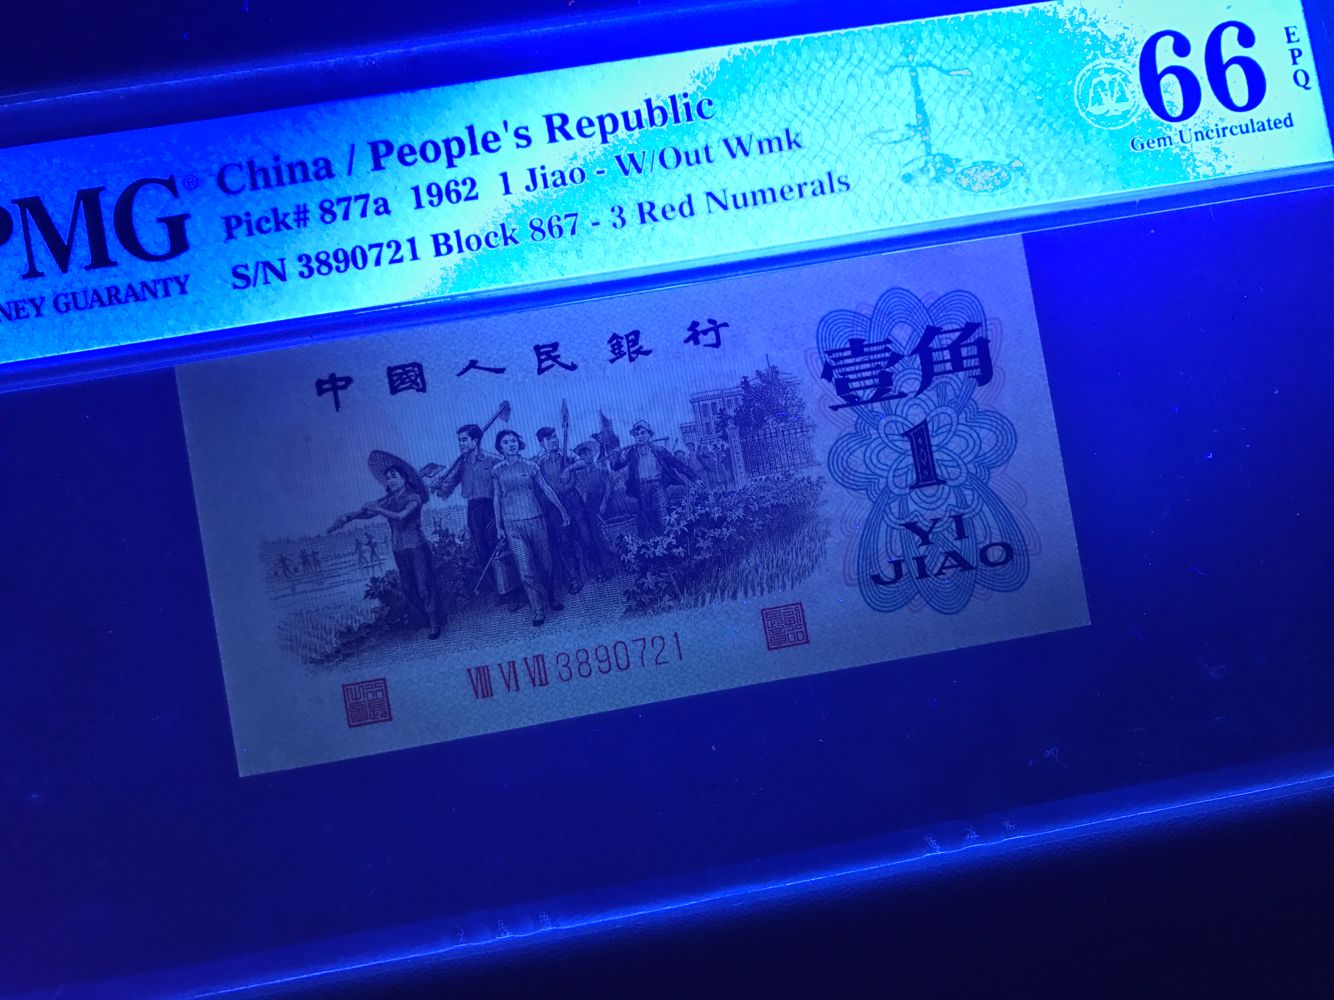 PMG®
NEY GUARANTY
China / People's Republic
Pick# 877a 1962 1 Jiao - W/Out Wmk
S/N 3890721 Block 867 - 3 Red Numerals
66
EPQ
Gem Uncirculated
中國人民銀行
壹角
1
YI
JIAO
VIII VI VII 3890721